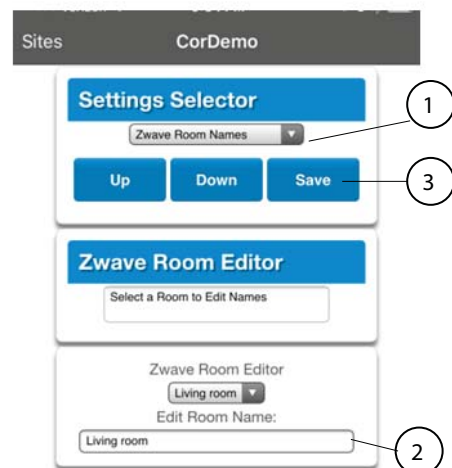 Sites CorDemo
Settings Selector
Zwave Room Names
1
Up Down Save
3
Zwave Room Editor
Select a Room to Edit Names
Zwave Room Editor
Living room
Edit Room Name:
Living room
2